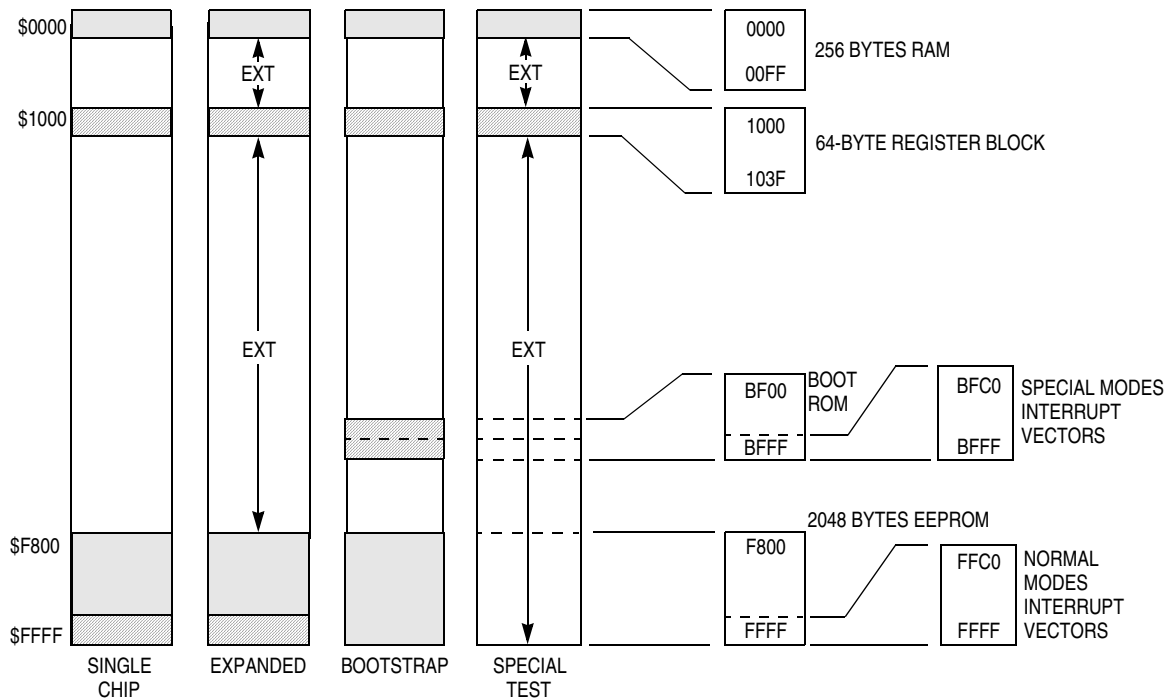 $0000
EXT
EXT
0000
00FF
256 BYTES RAM
$1000
1000
103F
64-BYTE REGISTER BLOCK
EXT
EXT
BF00
BFFF
BOOT
ROM
BFC0
BFFF
SPECIAL MODES
INTERRUPT
VECTORS
2048 BYTES EEPROM
$F800
F800
FFFF
FFC0
FFFF
NORMAL
MODES
INTERRUPT
VECTORS
$FFFF
SINGLE
CHIP
EXPANDED
BOOTSTRAP
SPECIAL
TEST